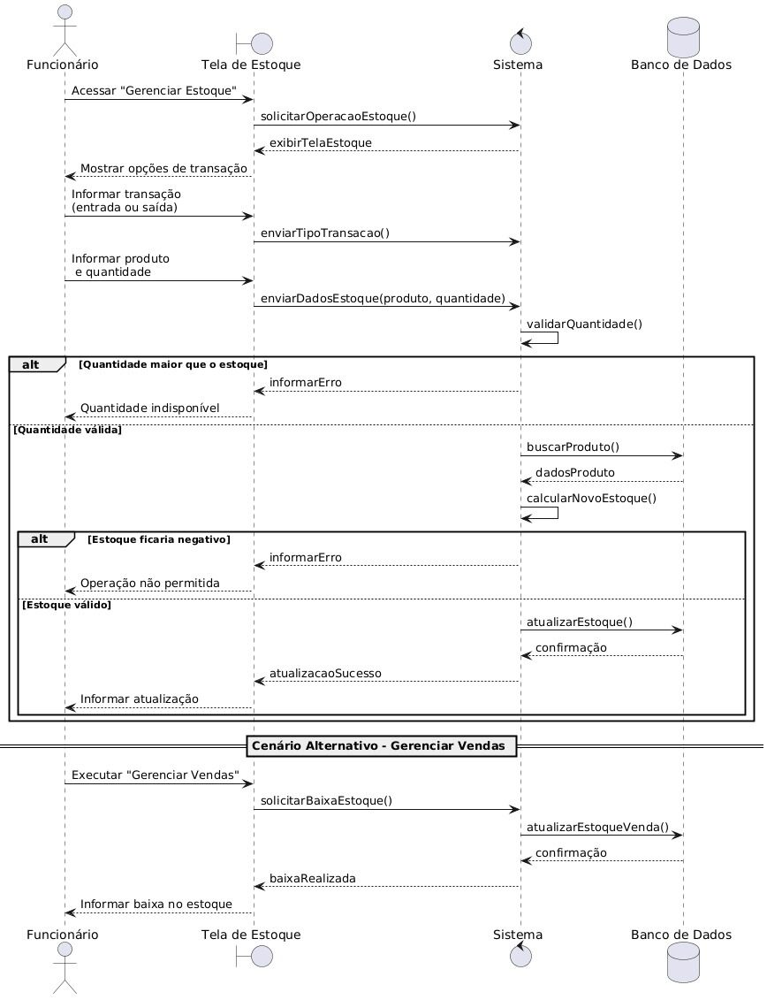 Funcionário
Tela de Estoque
Sistema
Banco de Dados
Acessar "Gerenciar Estoque"
solicitarOperacaoEstoque()
exibirTelaEstoque
Mostrar opções de transação
Informar transação
(entrada ou saída)
enviarTipoTransacao()
Informar produto
e quantidade
enviarDadosEstoque(produto, quantidade)
validarQuantidade()
alt
[Quantidade maior que o estoque]
informarErro
Quantidade indisponível
[Quantidade válida]
buscarProduto()
dadosProduto
calcularNovoEstoque()
alt
[Estoque ficaria negativo]
informarErro
Operação não permitida
[Estoque válido]
atualizarEstoque()
confirmação
atualizacaoSucesso
Informar atualização
Cenário Alternativo - Gerenciar Vendas
Executar "Gerenciar Vendas"
solicitarBaixaEstoque()
atualizarEstoqueVenda()
confirmação
baixaRealizada
Informar baixa no estoque
Funcionário
Tela de Estoque
Sistema
Banco de Dados